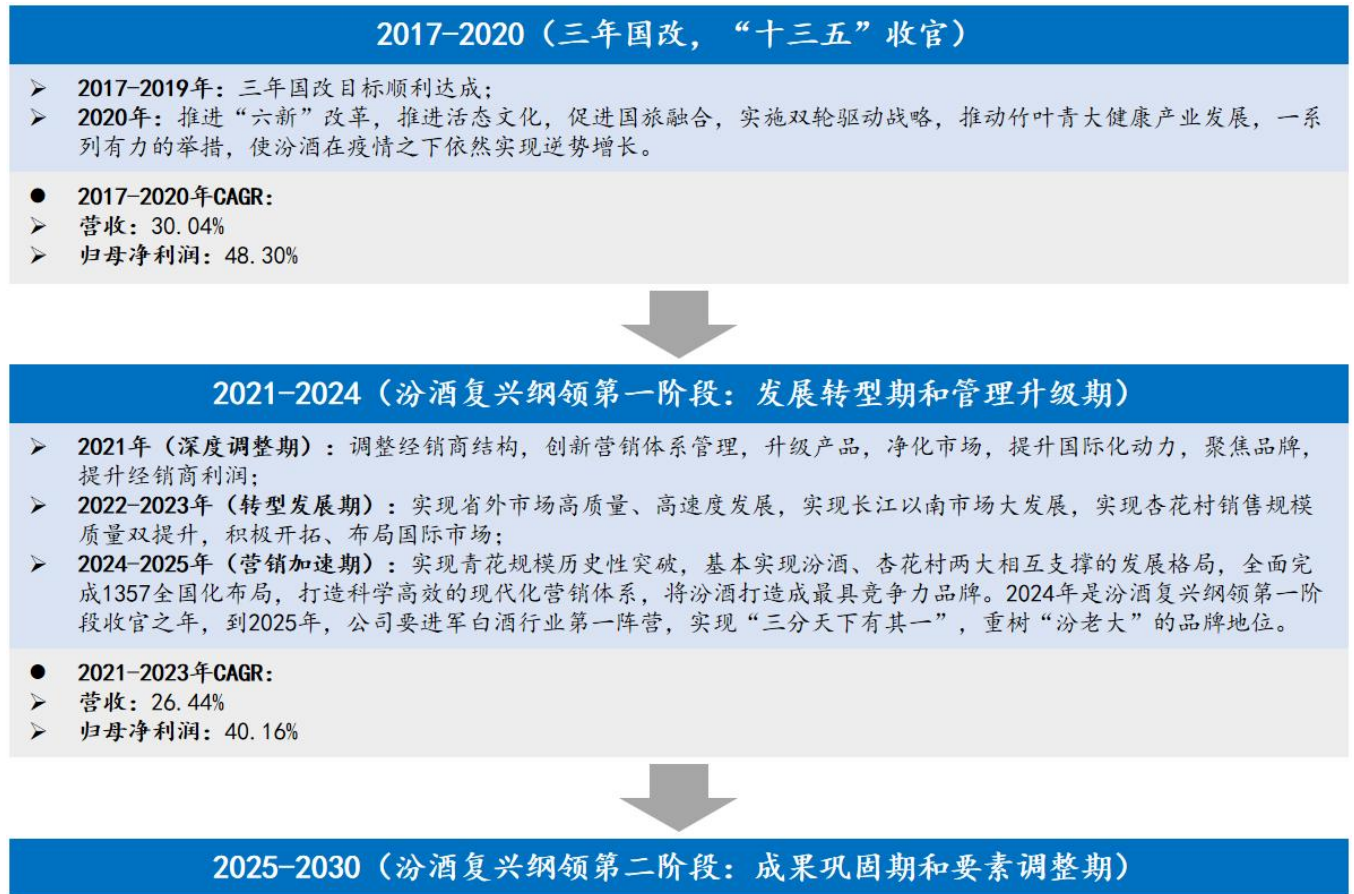 2017-2020（三年国改，“十三五”收官）
➢ 2017-2019年：三年国改目标顺利达成；
➢ 2020年：推进“六新”改革，推进活态文化，促进国旅融合，实施双轮驱动战略，推动竹叶青大健康产业发展，一系
列有力的举措，使汾酒在疫情之下依然实现逆势增长。
● 2017-2020年CAGR：
➢ 营收：30.04%
➢ 归母净利润：48.30%
2021-2024（汾酒复兴纲领第一阶段：发展转型期和管理升级期）
➢ 2021年（深度调整期）：调整经销商结构，创新营销体系管理，升级产品，净化市场，提升国际化动力，聚焦品牌，
提升经销商利润；
➢ 2022-2023年（转型发展期）：实现省外市场高质量、高速度发展，实现长江以南市场大发展，实现杏花村销售规模
质量双提升，积极开拓、布局国际市场；
➢ 2024-2025年（营销加速期）：实现青花规模历史性突破，基本实现汾酒、杏花村两大相互支撑的发展格局，全面完
成1357全国化布局，打造科学高效的现代化营销体系，将汾酒打造成最具竞争力品牌。2024年是汾酒复兴纲领第一阶
段收官之年，到2025年，公司要进军白酒行业第一阵营，实现“三分天下有其一”，重树“汾老大”的品牌地位。
● 2021-2023年CAGR：
➢ 营收：26.44%
➢ 归母净利润：40.16%
2025-2030（汾酒复兴纲领第二阶段：成果巩固期和要素调整期）